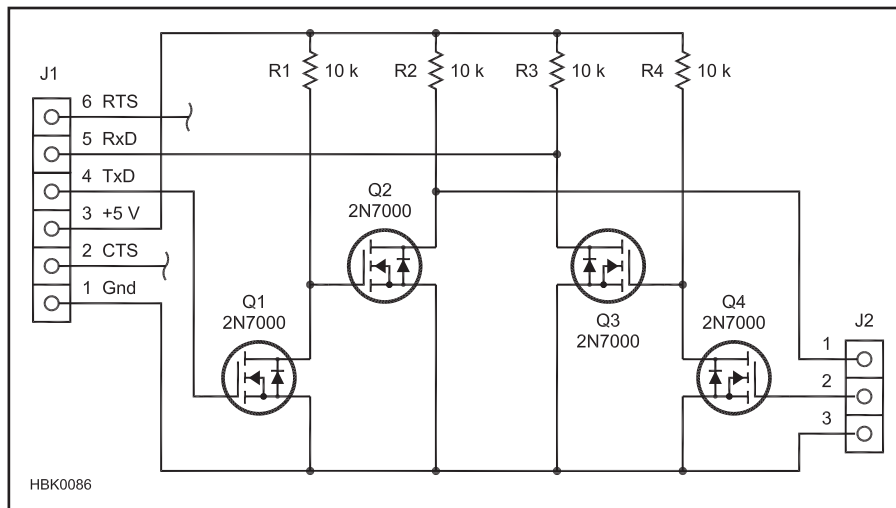 J1
6 RTS
5 RxD
4 TxD
3 +5 V
2 CTS
1 Gnd
R1 10 k
R2 10 k
R3 10 k
R4 10 k
Q2
2N7000
Q1
2N7000
Q3
2N7000
Q4
2N7000
J2
1
2
3
HBK0086